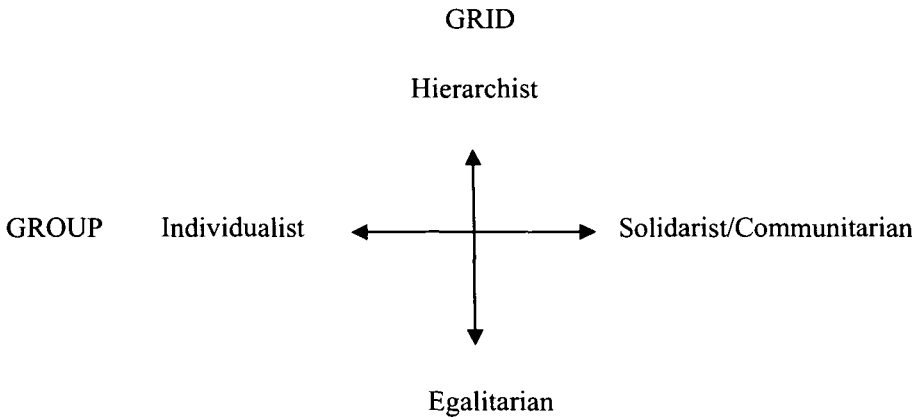 GRID
Hierarchist
GROUP Individualist Solidarist/Communitarian
Egalitarian